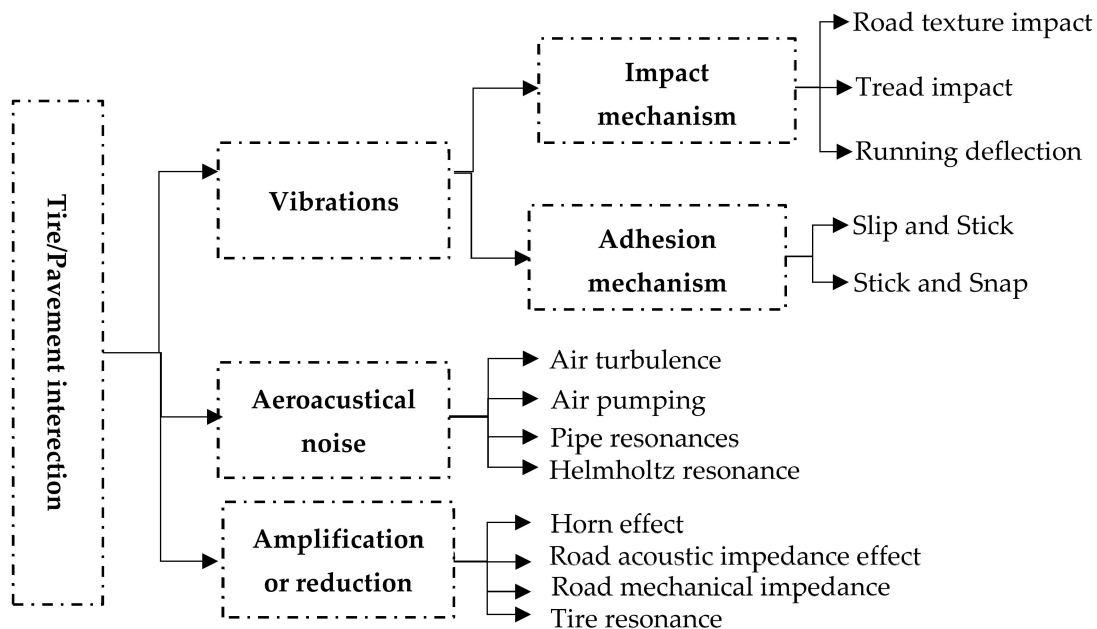 Tire/Pavement interection
Vibrations
Impact
mechanism
Road texture impact
Tread impact
Running deflection
Adhesion
mechanism
Slip and Stick
Stick and Snap
Aeroacustical
noise
Air turbulence
Air pumping
Pipe resonances
Helmholtz resonance
Amplification
or reduction
Horn effect
Road acoustic impedance effect
Road mechanical impedance
Tire resonance